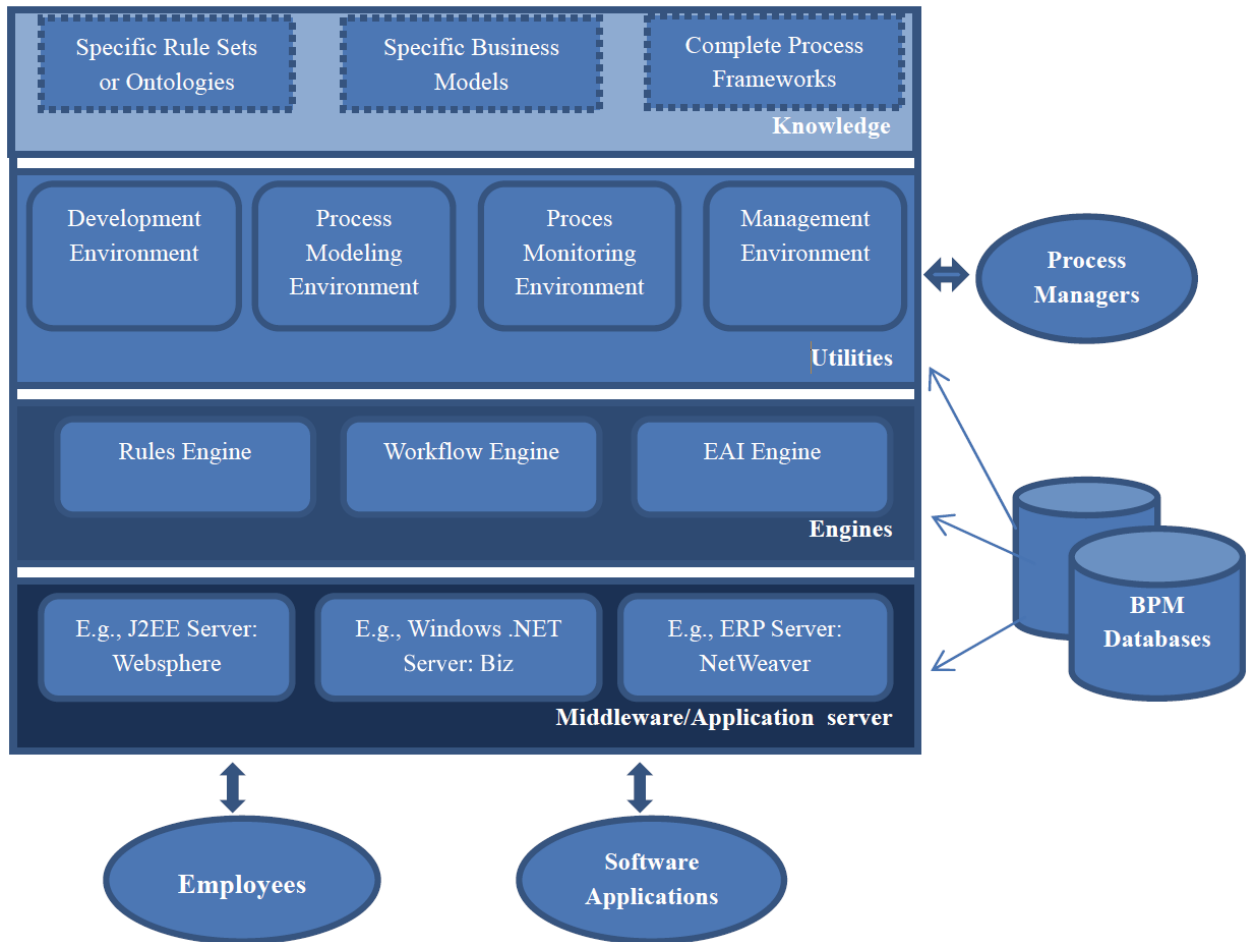 Specific Rule Sets
or Ontologies
Specific Business
Models
Complete Process
Frameworks
Knowledge
Development
Environment
Process
Modeling
Environment
Proces
Monitoring
Environment
Management
Environment
Utilities
Process
Managers
Rules Engine
Workflow Engine
EAI Engine
Engines
E.g., J2EE Server:
Websphere
E.g., Windows .NET
Server: Biz
E.g., ERP Server:
NetWeaver
Middleware/Application server
BPM
Databases
Employees
Software
Applications